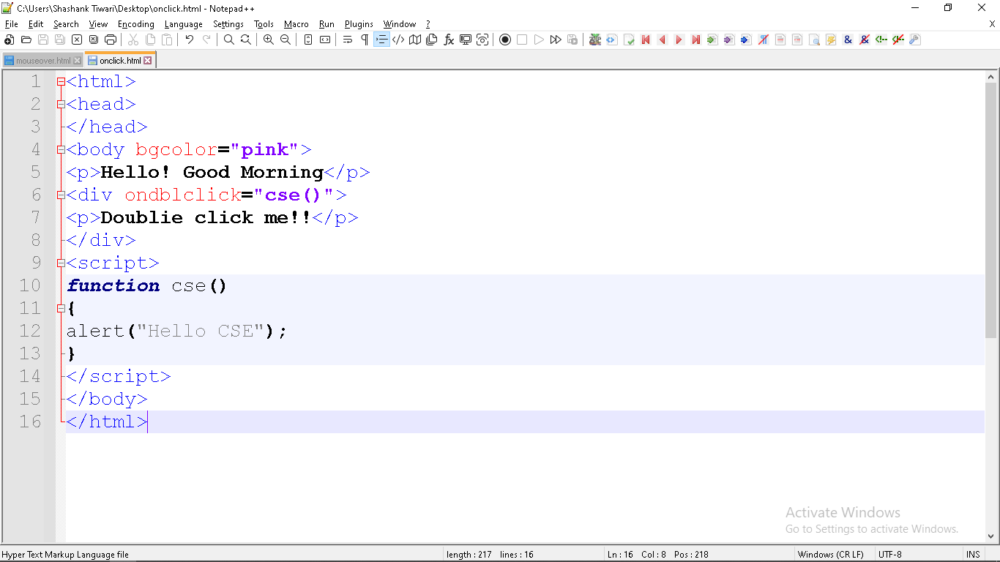 C:\Users\Shashank Tiwari\Desktop\onclick.html - Notepad++
File Edit Search View Encoding Language Settings Tools Macro Run Plugins Window ? X
mouseover.html onclick.html
1 <html>
2 <head>
3 </head>
4 <body bgcolor="pink">
5 <p>Hello! Good Morning</p>
6 <div ondblclick="cse()">
7 <p>Doublie click me!!</p>
8 </div>
9 <script>
10 function cse()
11 {
12 alert("Hello CSE");
13 }
14 </script>
15 </body>
16 </html>
Activate Windows
Go to Settings to activate Windows.
Hyper Text Markup Language file length : 217 lines : 16 Ln : 16 Col : 8 Pos : 218 Windows (CR LF) UTF-8 INS